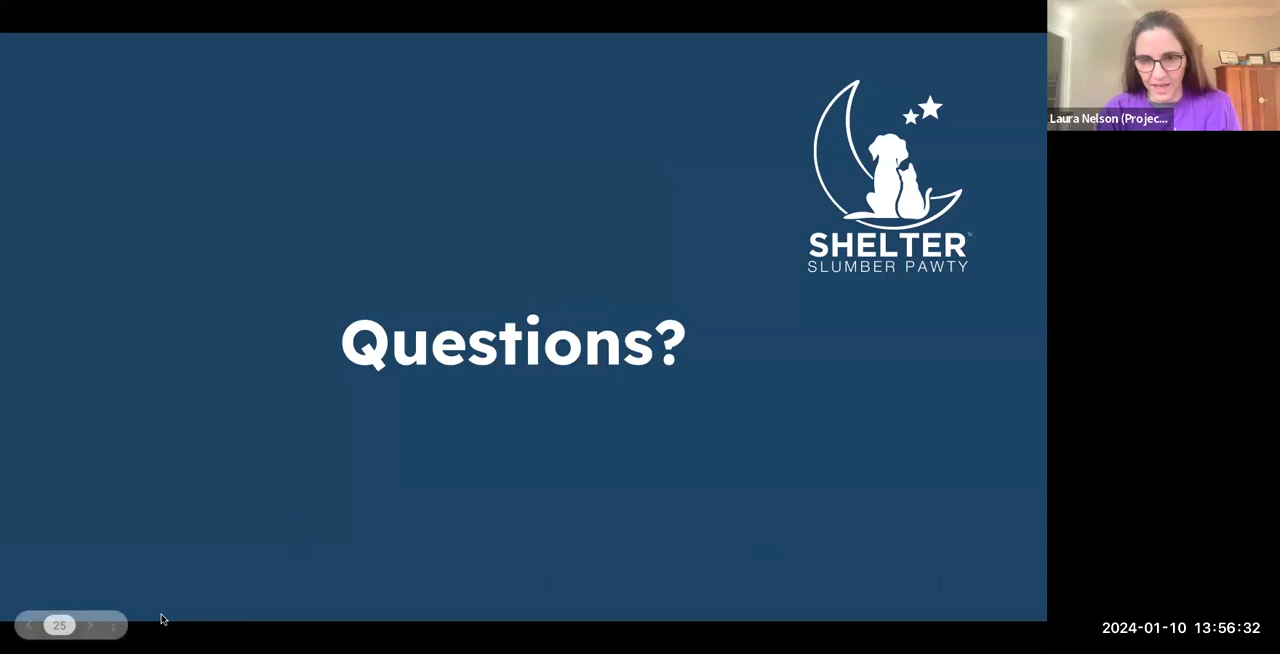 Laura Nelson (Projec...
SHELTER
SLUMBER PAWTY
Questions?
25
2024-01-10 13:56:32